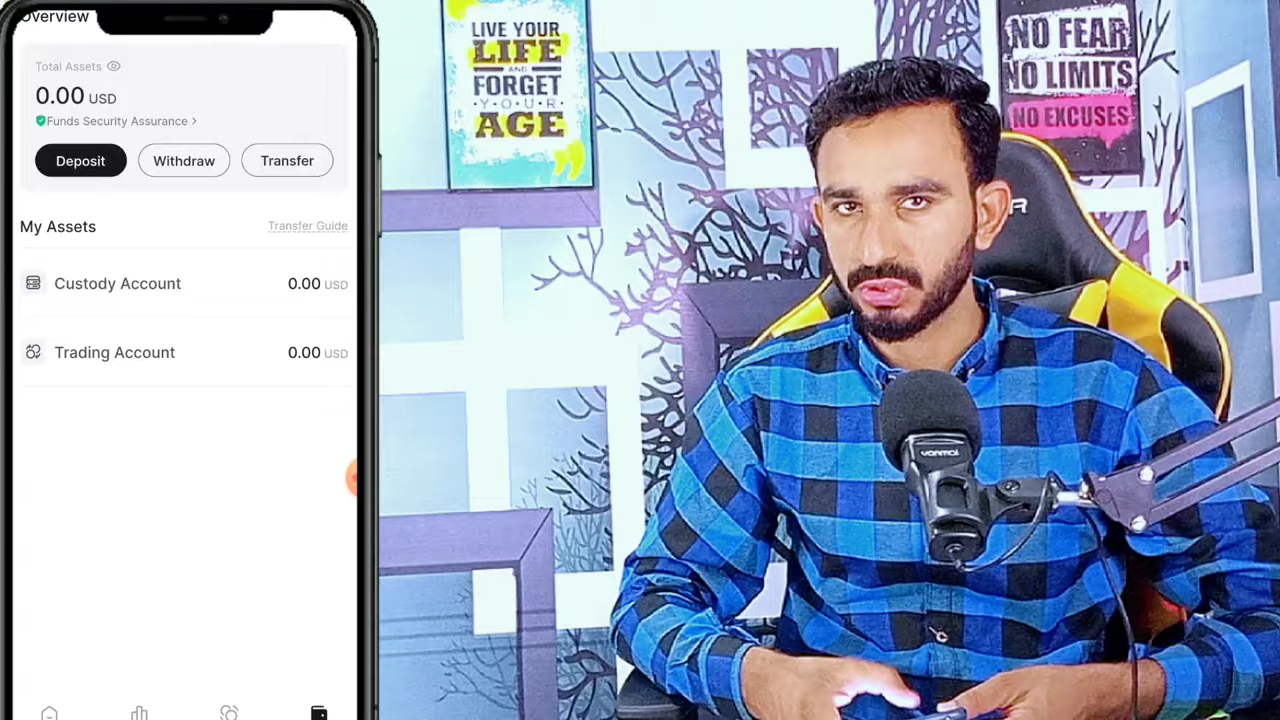 Overview
Total Assets
0.00 USD
Funds Security Assurance >
Deposit
Withdraw
Transfer
My Assets
Transfer Guide
Custody Account
0.00 USD
Trading Account
0.00 USD
LIVE YOUR
LIFE
AND
FORGET
·Y·O·U·R·
AGE
NO FEAR
NO LIMITS
NO EXCUSES
R
vanmai